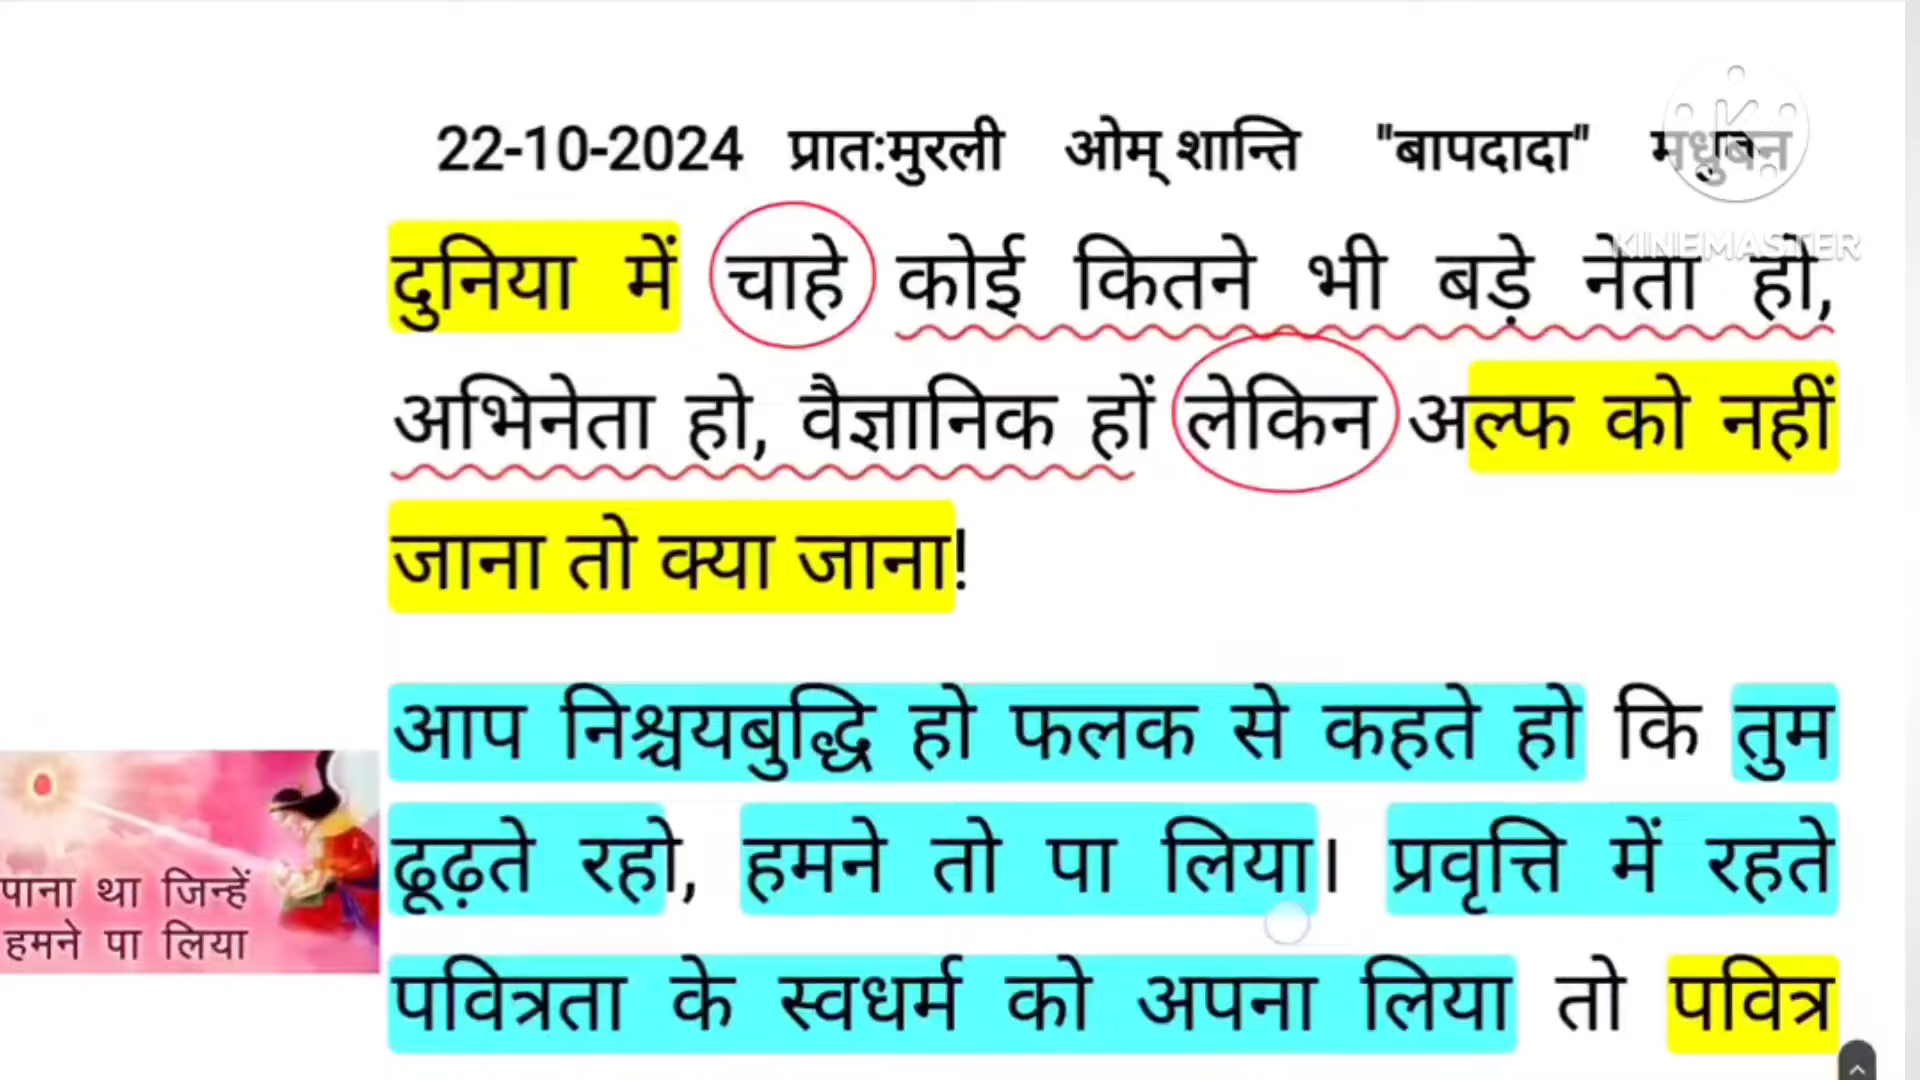 22-10-2024 प्रात:मुरली ओम् शान्ति "बापदादा" मधुबन
KINEMASTER
दुनिया में चाहे कोई कितने भी बड़े नेता हो,
अभिनेता हो, वैज्ञानिक हों लेकिन अल्फ को नहीं
जाना तो क्या जाना!
आप निश्चयबुद्धि हो फलक से कहते हो कि तुम
ढूढ़ते रहो, हमने तो पा लिया। प्रवृत्ति में रहते
पाना था जिन्हें
हमने पा लिया
पवित्रता के स्वधर्म को अपना लिया तो पवित्र